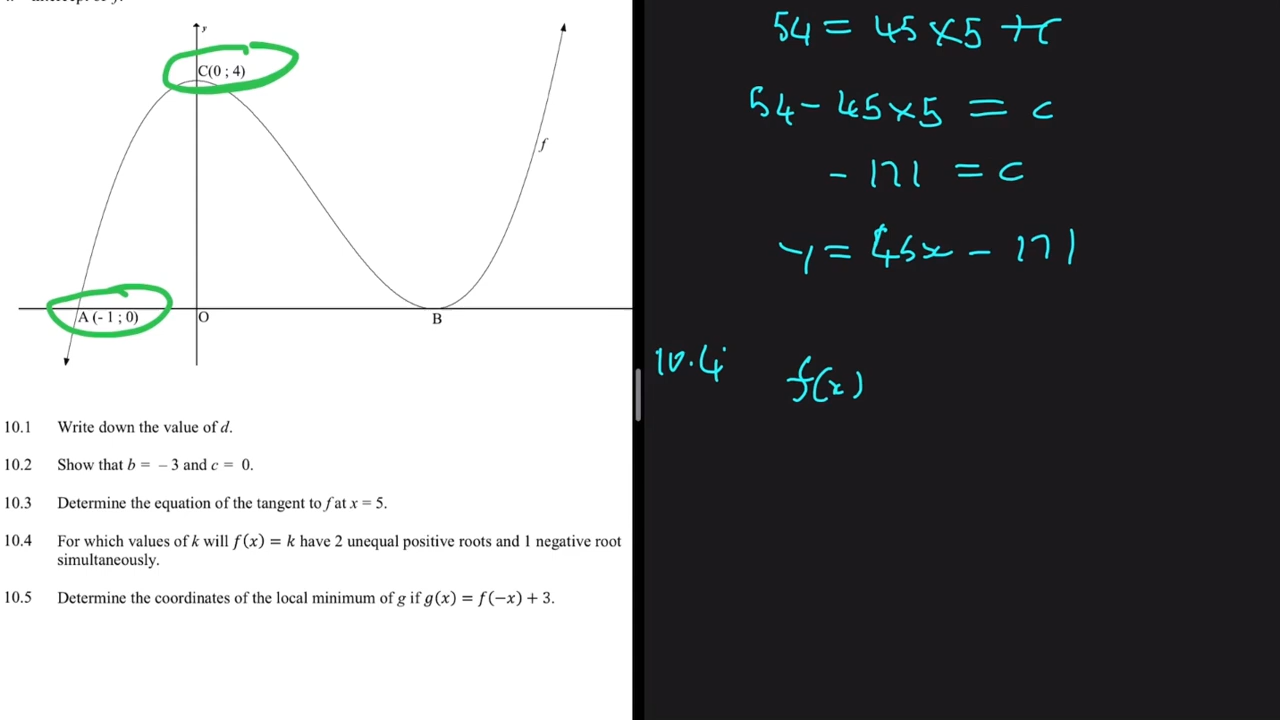 y
C(0 ; 4)
f
A (- 1 ; 0)
O
B
10.1 Write down the value of d.
10.2 Show that b = – 3 and c = 0.
10.3 Determine the equation of the tangent to f at x = 5.
10.4 For which values of k will f(x) = k have 2 unequal positive roots and 1 negative root
simultaneously.
10.5 Determine the coordinates of the local minimum of g if g(x) = f(−x) + 3.
54 = 45 × 5 + c
54 - 45 × 5 = c
- 171 = c
y = 45x - 171
10.4 f(x)